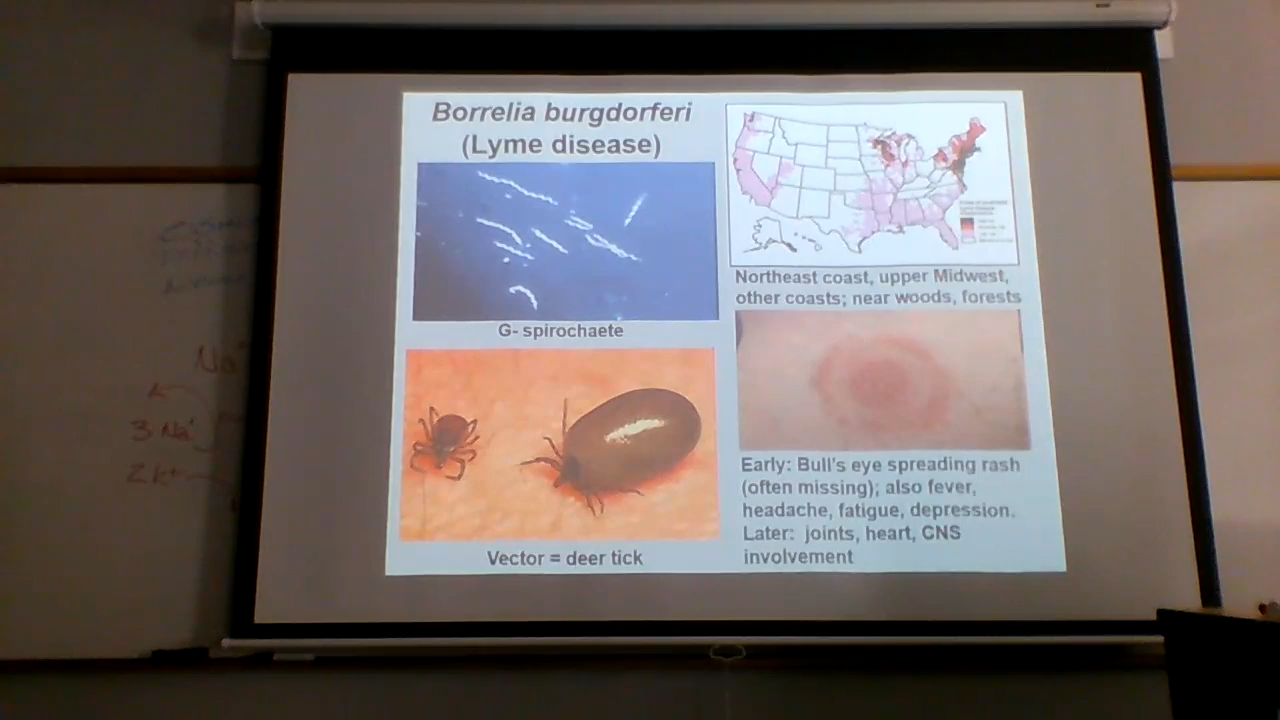 Borrelia burgdorferi
(Lyme disease)
G- spirochaete
Vector = deer tick
Northeast coast, upper Midwest,
other coasts; near woods, forests
Early: Bull's eye spreading rash
(often missing); also fever,
headache, fatigue, depression.
Later: joints, heart, CNS
involvement
3 Na+
2K+